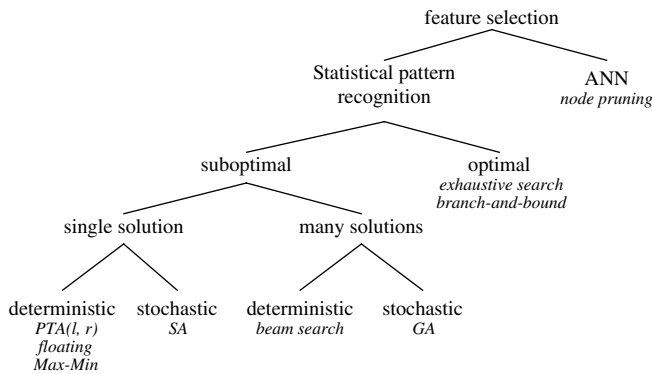 feature selection
Statistical pattern
recognition
ANN
node pruning
suboptimal
optimal
exhaustive search
branch-and-bound
single solution
many solutions
deterministic
PTA(l, r)
floating
Max-Min
stochastic
SA
deterministic
beam search
stochastic
GA